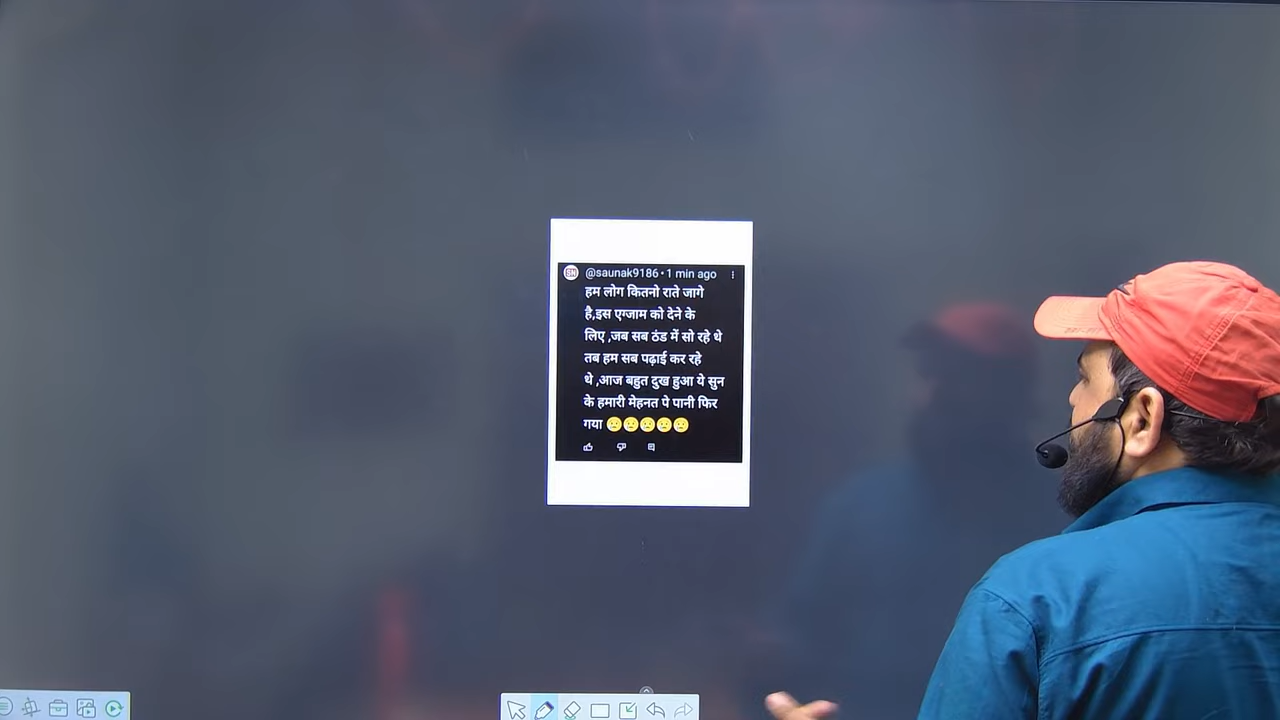 @saunak9186 • 1 min ago
हम लोग कितनो राते जागे
है,इस एग्जाम को देने के
लिए ,जब सब ठंड में सो रहे थे
तब हम सब पढ़ाई कर रहे
थे ,आज बहुत दुख हुआ ये सुन
के हमारी मेहनत पे पानी फिर
गया 😢😢😢😢😢